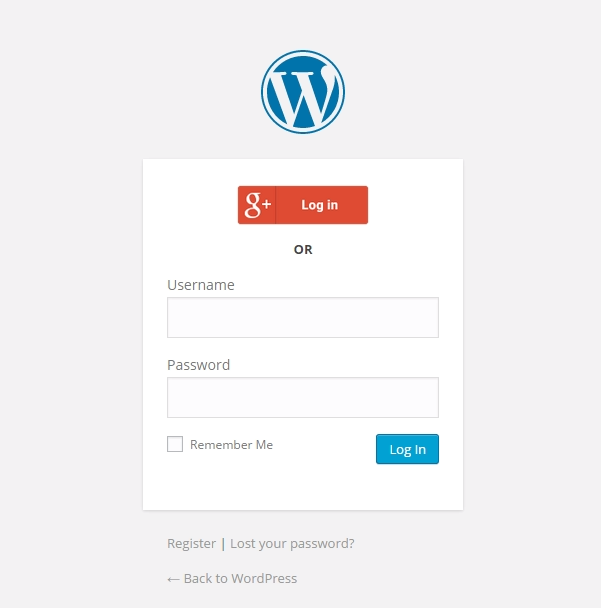 g+ Log in
OR
Username
Password
Remember Me Log In
Register | Lost your password?
← Back to WordPress